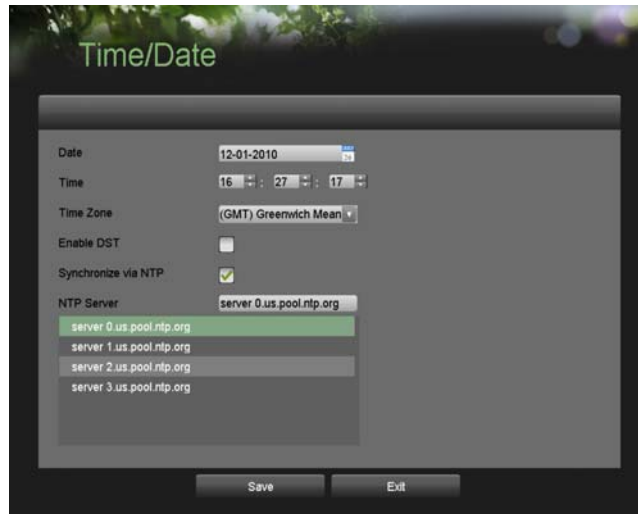 Time/Date
Date 12-01-2010
Time 16 : 27 : 17
Time Zone (GMT) Greenwich Mean
Enable DST
Synchronize via NTP
NTP Server server 0.us.pool.ntp.org
server 0.us.pool.ntp.org
server 1.us.pool.ntp.org
server 2.us.pool.ntp.org
server 3.us.pool.ntp.org
Save Exit